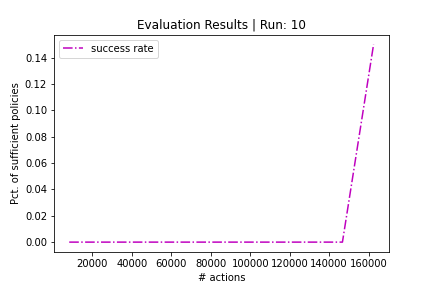 Evaluation Results | Run: 10
success rate
Pct. of sufficient policies
0.14
0.12
0.10
0.08
0.06
0.04
0.02
0.00
20000 40000 60000 80000 100000 120000 140000 160000
# actions